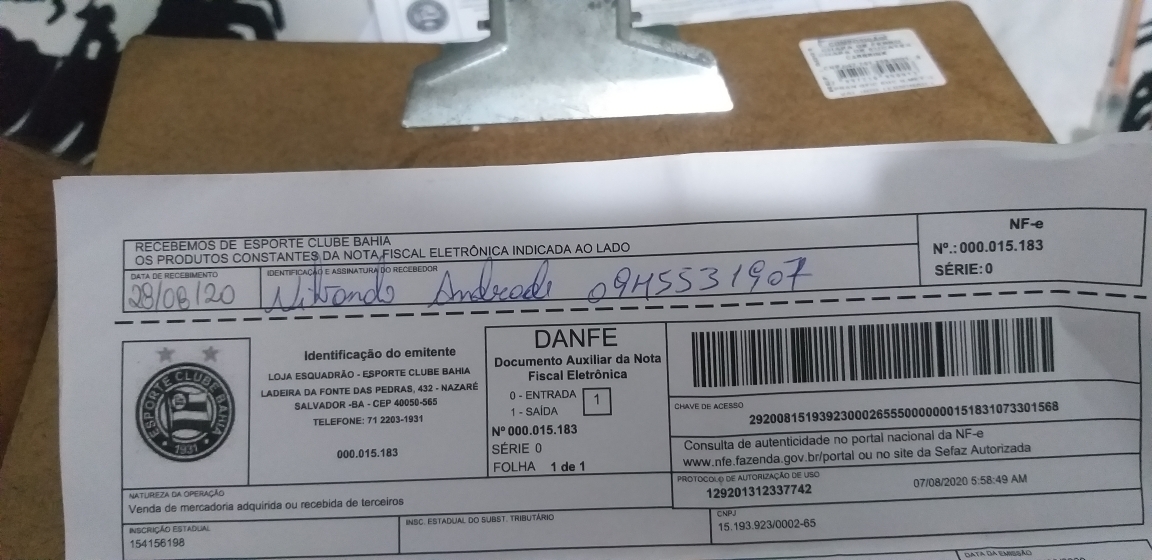 RECEBEMOS DE ESPORTE CLUBE BAHIA
OS PRODUTOS CONSTANTES DA NOTA FISCAL ELETRÔNICA INDICADA AO LADO
NF-e
Nº.: 000.015.183
SÉRIE: 0
DATA DE RECEBIMENTO
28/08/20
IDENTIFICAÇÃO E ASSINATURA DO RECEBEDOR
Andrade 0945531907
ESPORTE CLUBE BAHIA
1931
Identificação do emitente
LOJA ESQUADRÃO - ESPORTE CLUBE BAHIA
LADEIRA DA FONTE DAS PEDRAS, 432 - NAZARÉ
SALVADOR -BA - CEP 40050-565
TELEFONE: 71 2203-1931
000.015.183
DANFE
Documento Auxiliar da Nota
Fiscal Eletrônica
0 - ENTRADA
1 - SAÍDA
1
Nº 000.015.183
SÉRIE 0
FOLHA 1 de 1
CHAVE DE ACESSO
29200815193923000265550000000151831073301568
Consulta de autenticidade no portal nacional da NF-e
www.nfe.fazenda.gov.br/portal ou no site da Sefaz Autorizada
NATUREZA DA OPERAÇÃO
Venda de mercadoria adquirida ou recebida de terceiros
PROTOCOLO DE AUTORIZAÇÃO DE USO
129201312337742 07/08/2020 5:58:49 AM
INSCRIÇÃO ESTADUAL
154156198
INSC. ESTADUAL DO SUBST. TRIBUTÁRIO
CNPJ
15.193.923/0002-65
DATA DA EMISSÃO